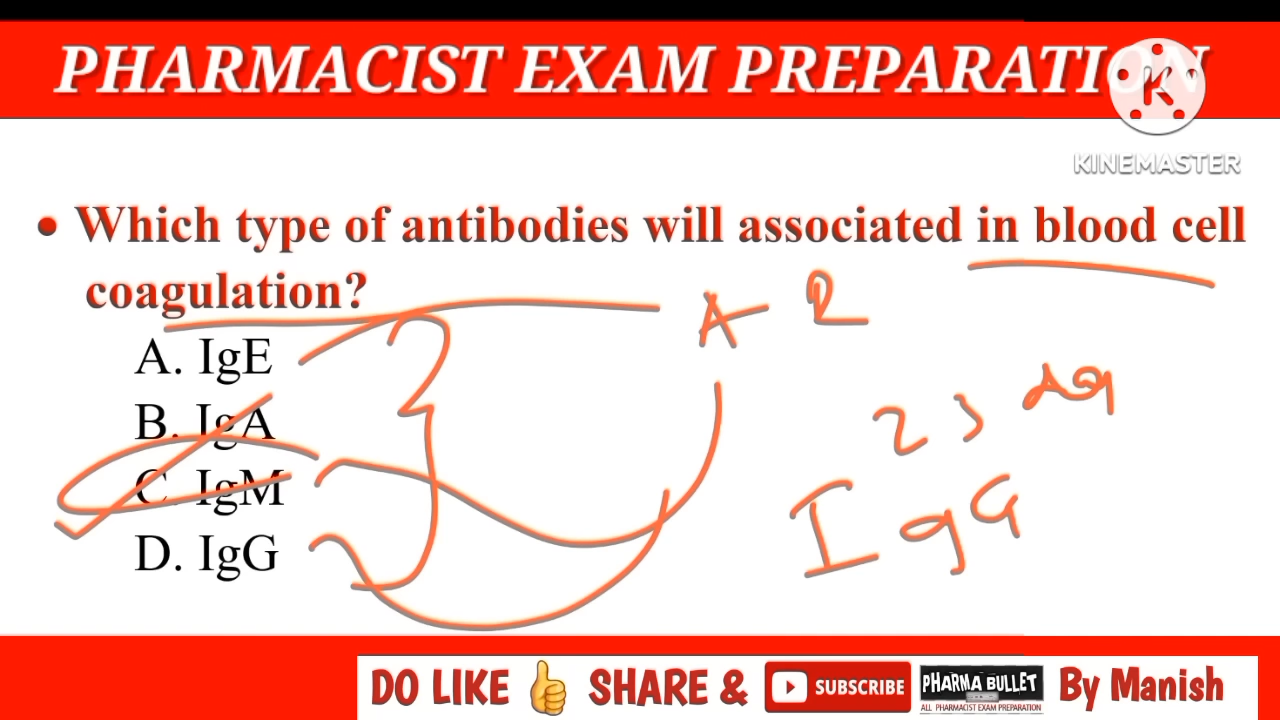 PHARMACIST EXAM PREPARATION
K
KINEMASTER
• Which type of antibodies will associated in blood cell
coagulation?
A. IgE
B. IgA
C. IgM
D. IgG
A R
IgG
DO LIKE SHARE & SUBSCRIBE PHARMA BULLET By Manish
ALL PHARMACIST EXAM PREPARATION